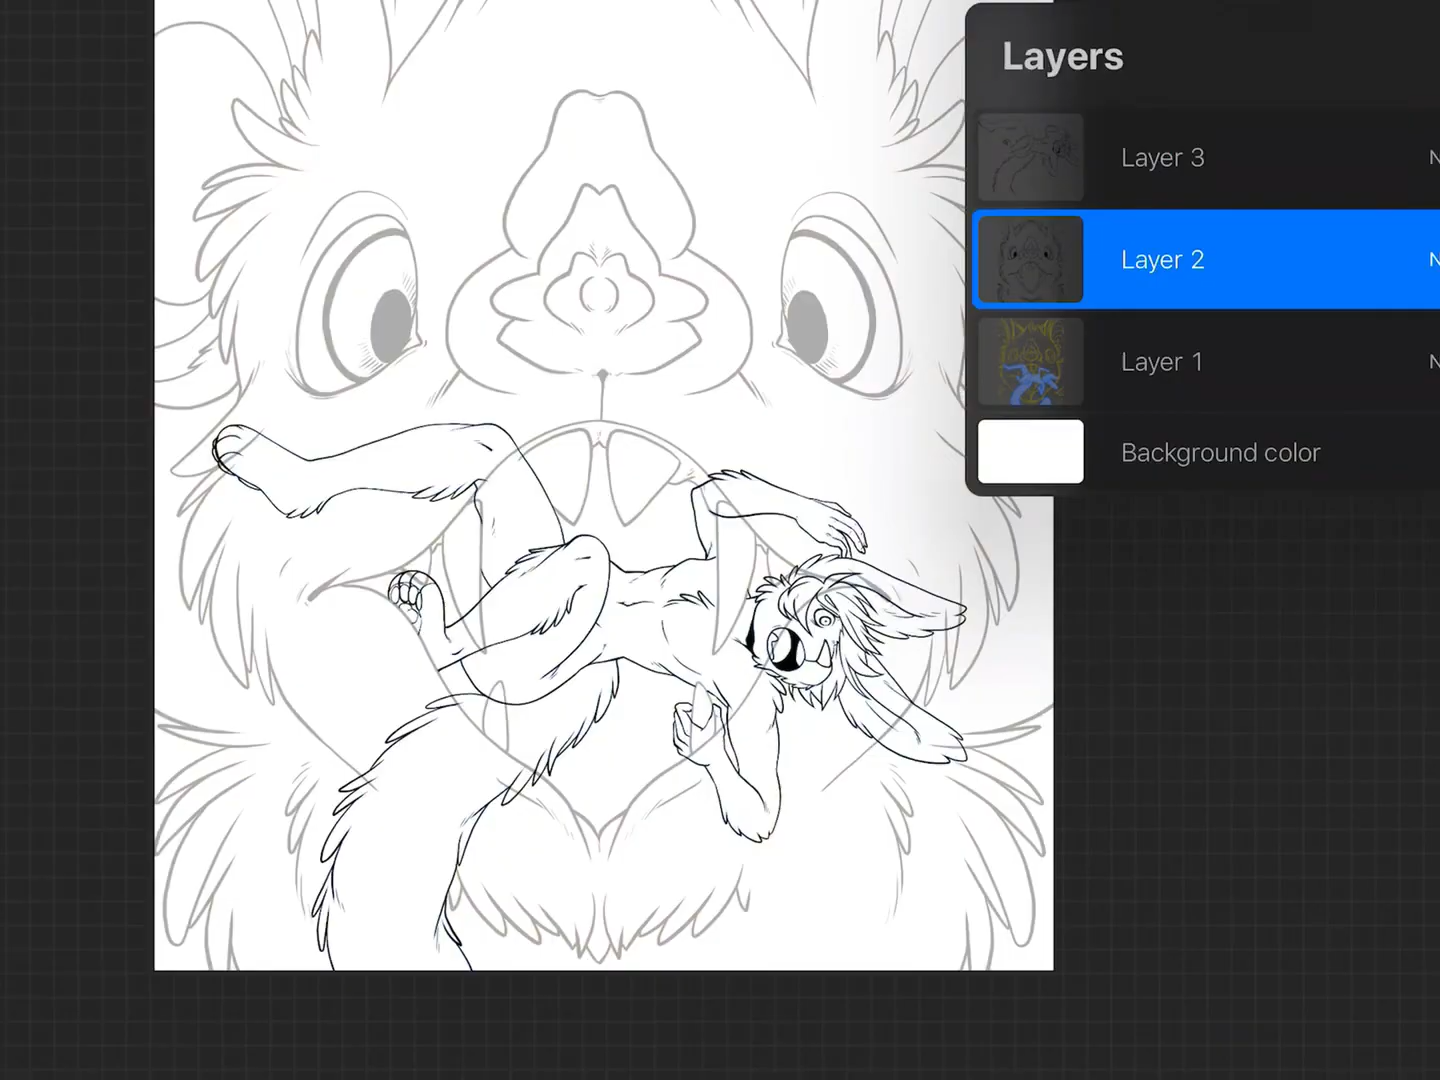 Layers
Layer 3
N
Layer 2
N
Layer 1
N
Background color